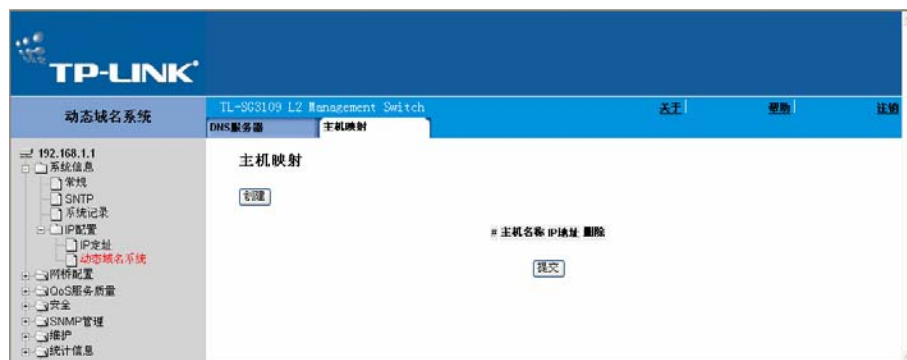 TP-LINK
动态域名系统
TL-SG3109 L2 Management Switch
关于
帮助
注销
DNS服务器
主机映射
192.168.1.1
系统信息
常规
SNTP
系统记录
IP配置
IP定址
动态域名系统
网桥配置
QoS服务质量
安全
SNMP管理
维护
统计信息
主机映射
创建
# 主机名称 IP地址 删除
提交